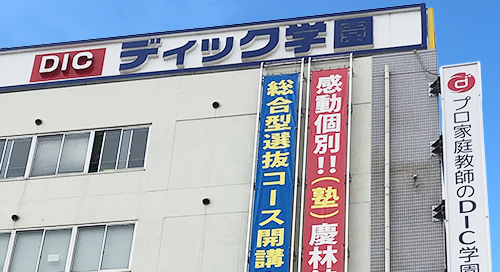 DIC ディック学園
総合型選抜コース開講
感動個別!!(塾)慶林
プロ家庭教師のDIC学園